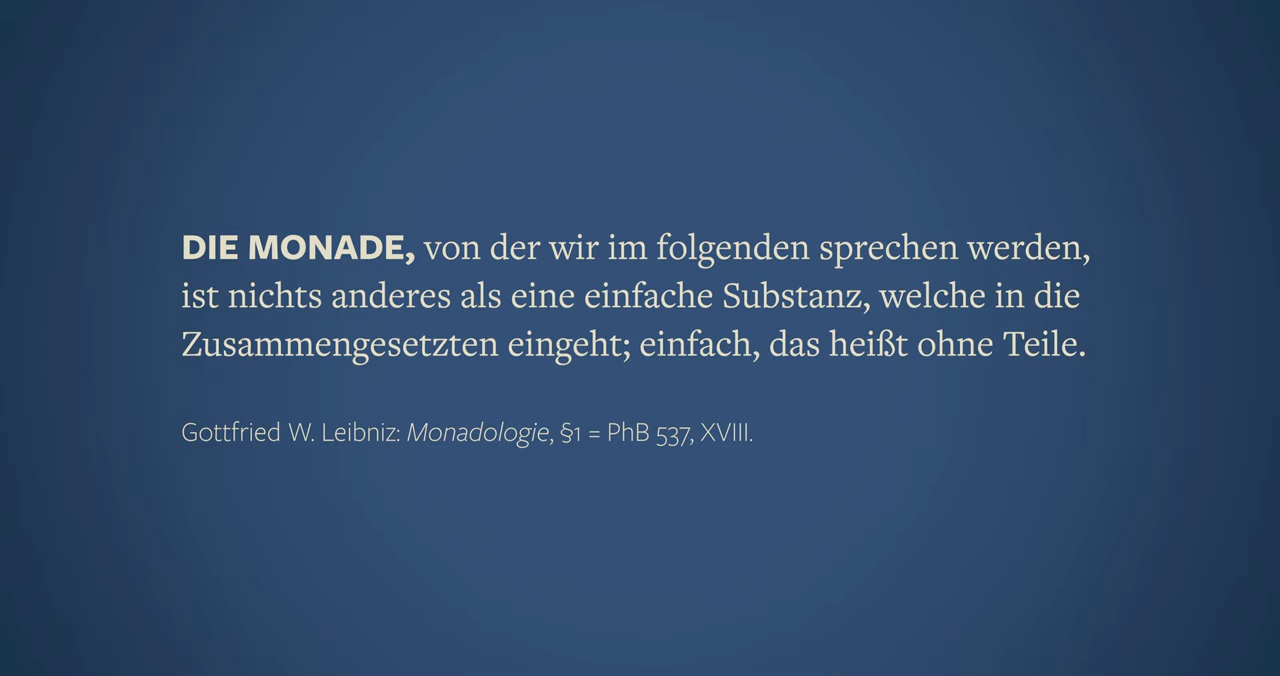 DIE MONADE, von der wir im folgenden sprechen werden,
ist nichts anderes als eine einfache Substanz, welche in die
Zusammengesetzten eingeht; einfach, das heißt ohne Teile.
Gottfried W. Leibniz: Monadologie, §1 = PhB 537, XVIII.